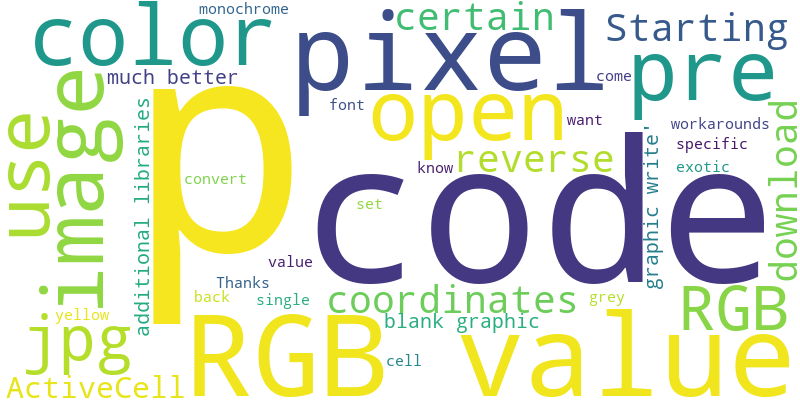 monochrome
color
pixel
certain
Starting
much better
come
pre
font
open
want
image
use
p
code
additional libraries
workarounds
specific
know
reverse
exotic
graphic write'
download
convert
set
value
Thanks
back
single
coordinates
grey
RGB
yellow
jpg
RGB value
blank graphic
cell
ActiveCell